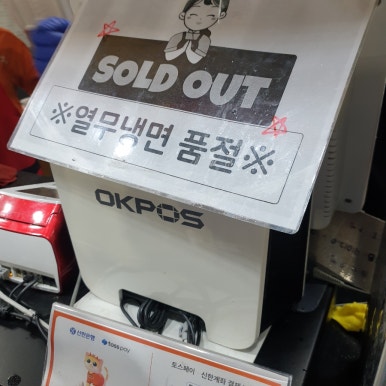 SOLD OUT
※열무냉면 품절※
OKPOS
신한은행 toss pay
토스페이 신한계좌 결제